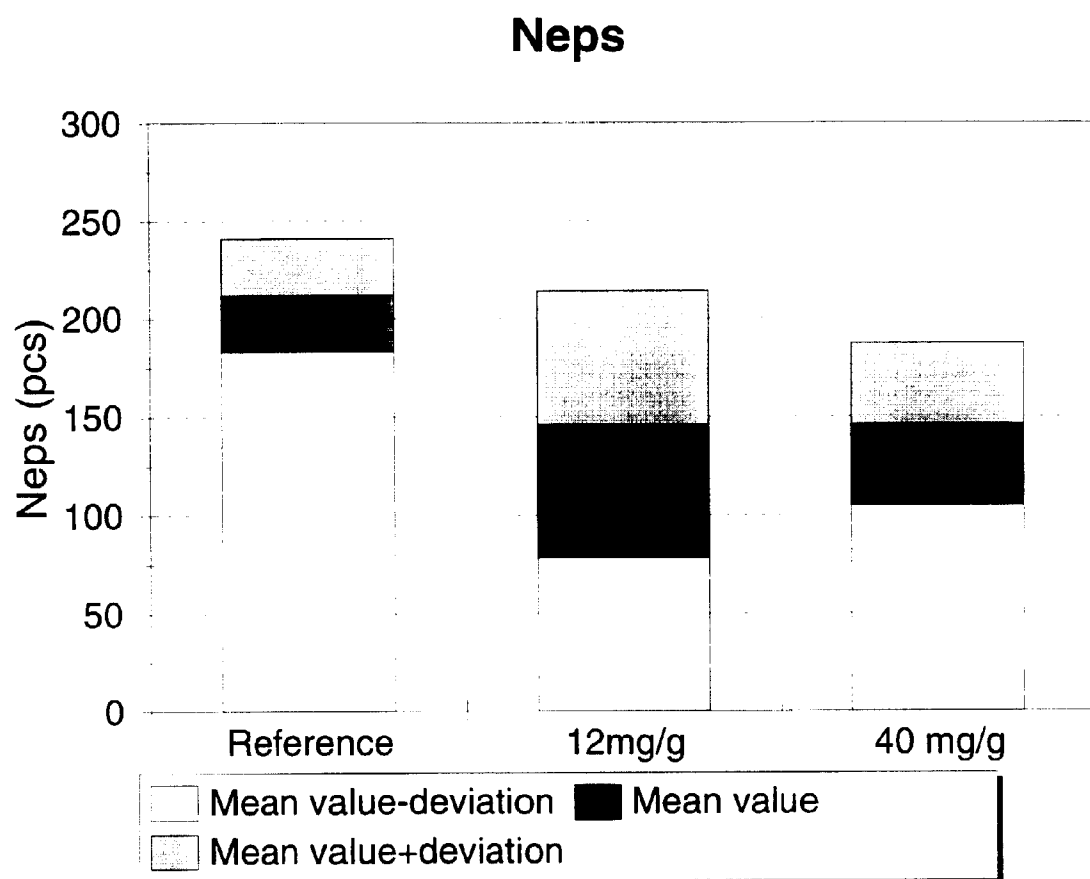 Neps
300
250
200
150
100
50
0
Neps (pcs)
Reference 12mg/g 40 mg/g
Mean value-deviation Mean value
Mean value+deviation